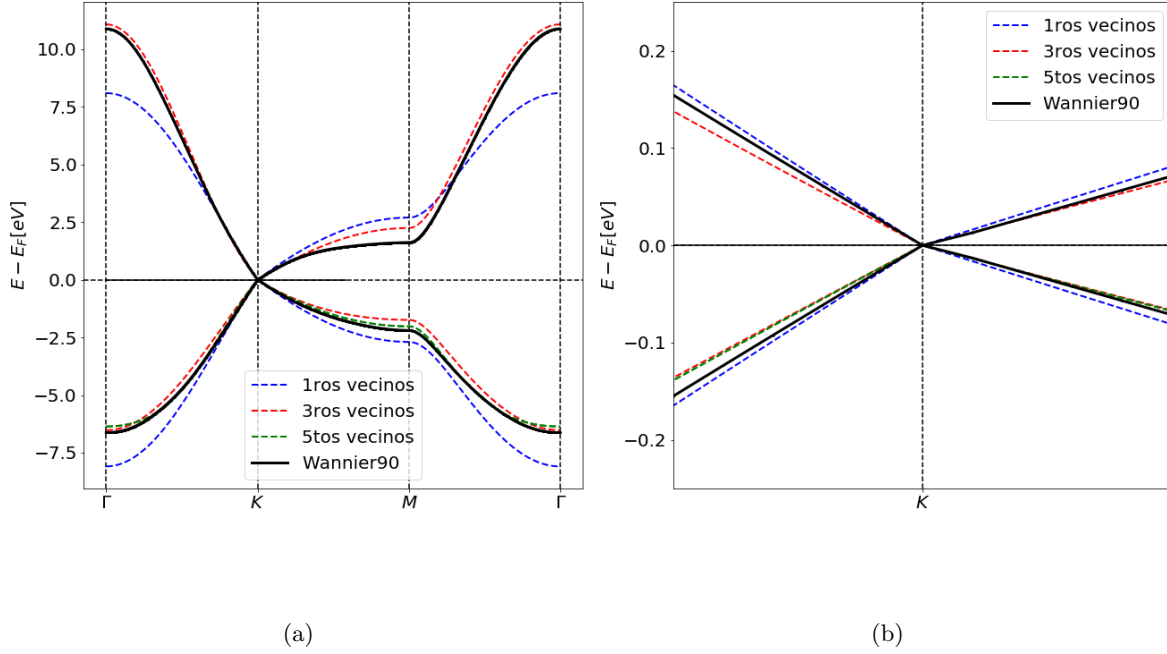 10.0
7.5
5.0
2.5
0.0
−2.5
−5.0
−7.5
E − E_F[eV]
Γ K M Γ
1ros vecinos
3ros vecinos
5tos vecinos
Wannier90
(a)
0.2
0.1
0.0
−0.1
−0.2
E − E_F[eV]
K
1ros vecinos
3ros vecinos
5tos vecinos
Wannier90
(b)